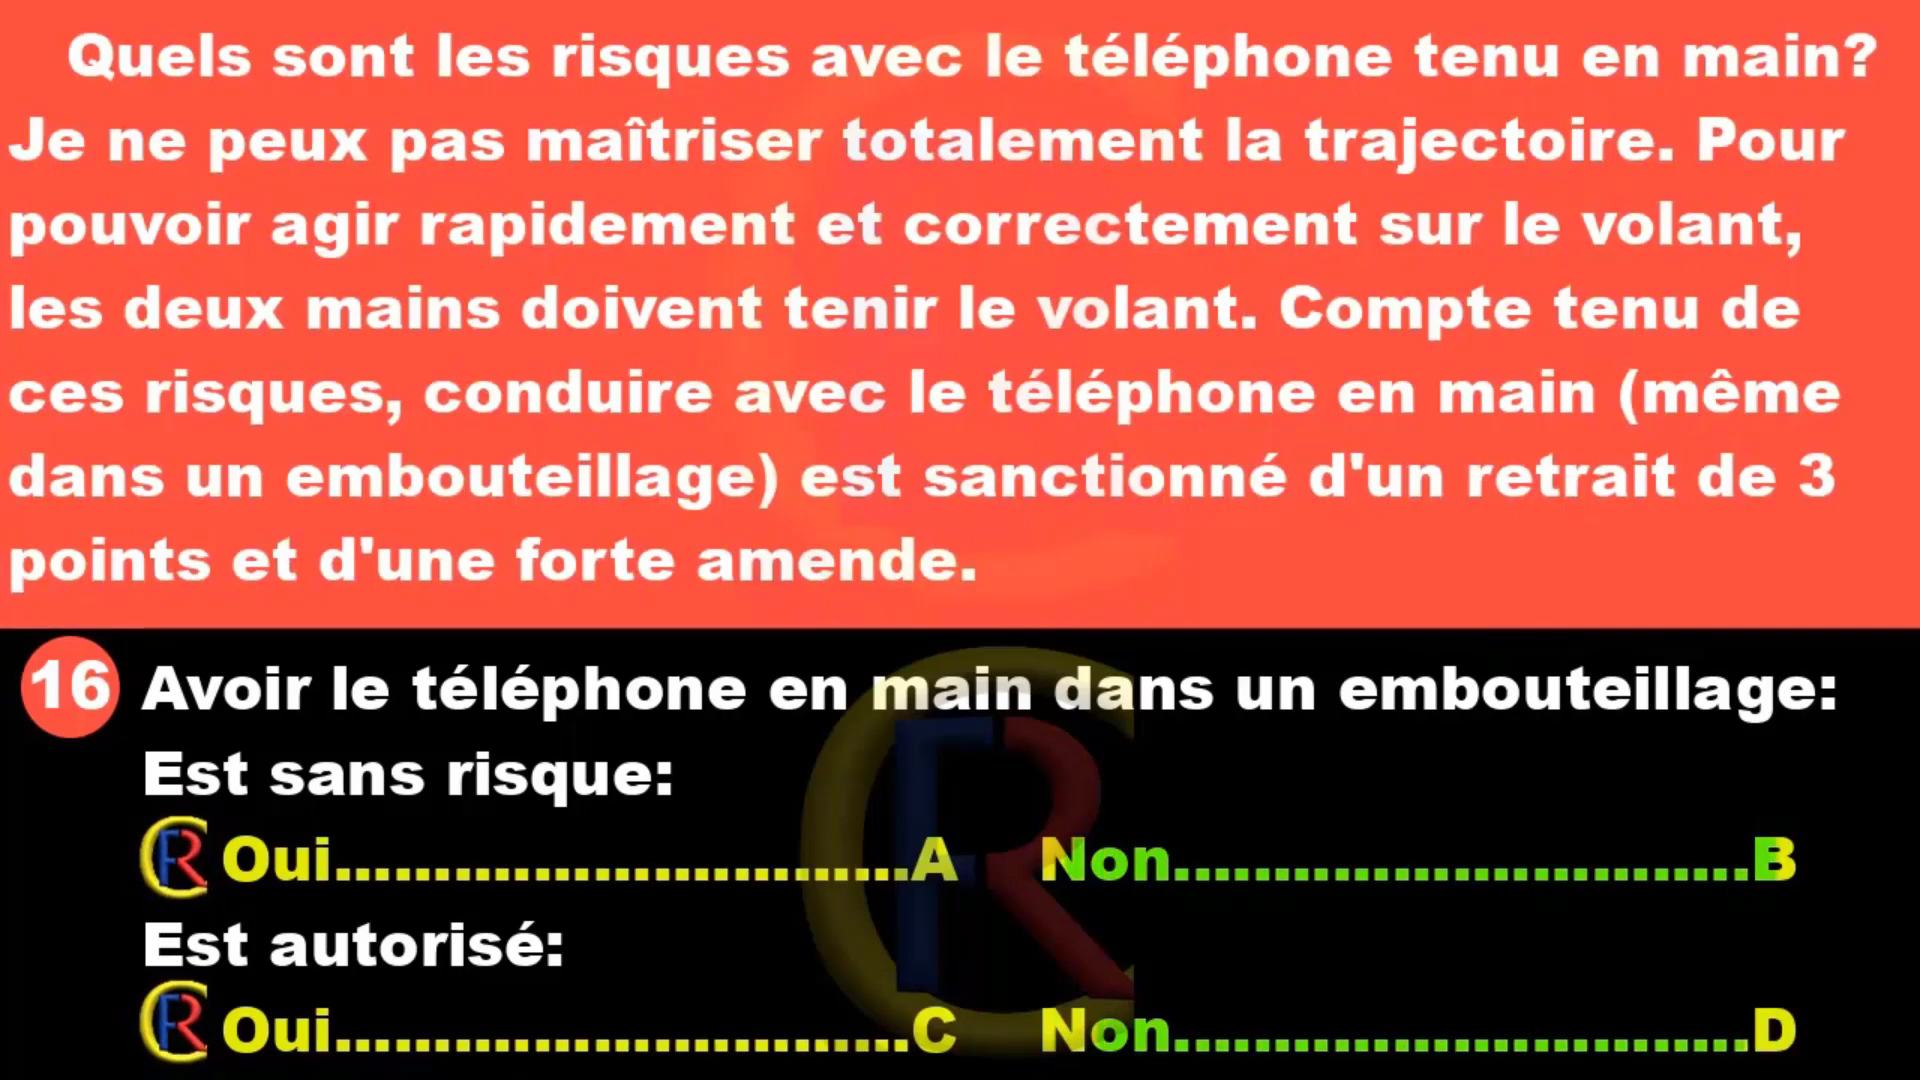 Quels sont les risques avec le téléphone tenu en main?
Je ne peux pas maîtriser totalement la trajectoire. Pour
pouvoir agir rapidement et correctement sur le volant,
les deux mains doivent tenir le volant. Compte tenu de
ces risques, conduire avec le téléphone en main (même
dans un embouteillage) est sanctionné d'un retrait de 3
points et d'une forte amende.
16 Avoir le téléphone en main dans un embouteillage:
Est sans risque:
CFR Oui.............................A Non.............................B
Est autorisé:
CFR Oui.............................C Non.............................D